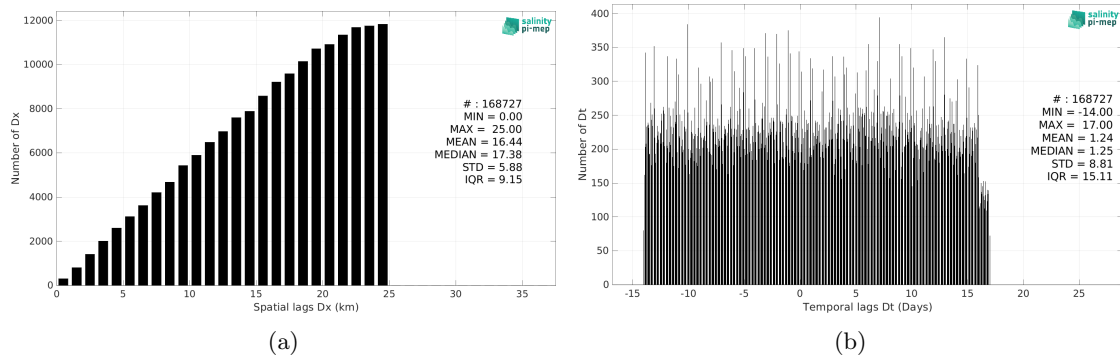 12000
10000
8000
6000
4000
2000
0
Number of Dx
salinity
pi-mep
# : 168727
MIN = 0.00
MAX = 25.00
MEAN = 16.44
MEDIAN = 17.38
STD = 5.88
IQR = 9.15
0 5 10 15 20 25 30 35
Spatial lags Dx (km)
(a)
400
350
300
250
200
150
100
50
0
Number of Dt
salinity
pi-mep
# : 168727
MIN = -14.00
MAX = 17.00
MEAN = 1.24
MEDIAN = 1.25
STD = 8.81
IQR = 15.11
-15 -10 -5 0 5 10 15 20 25
Temporal lags Dt (Days)
(b)